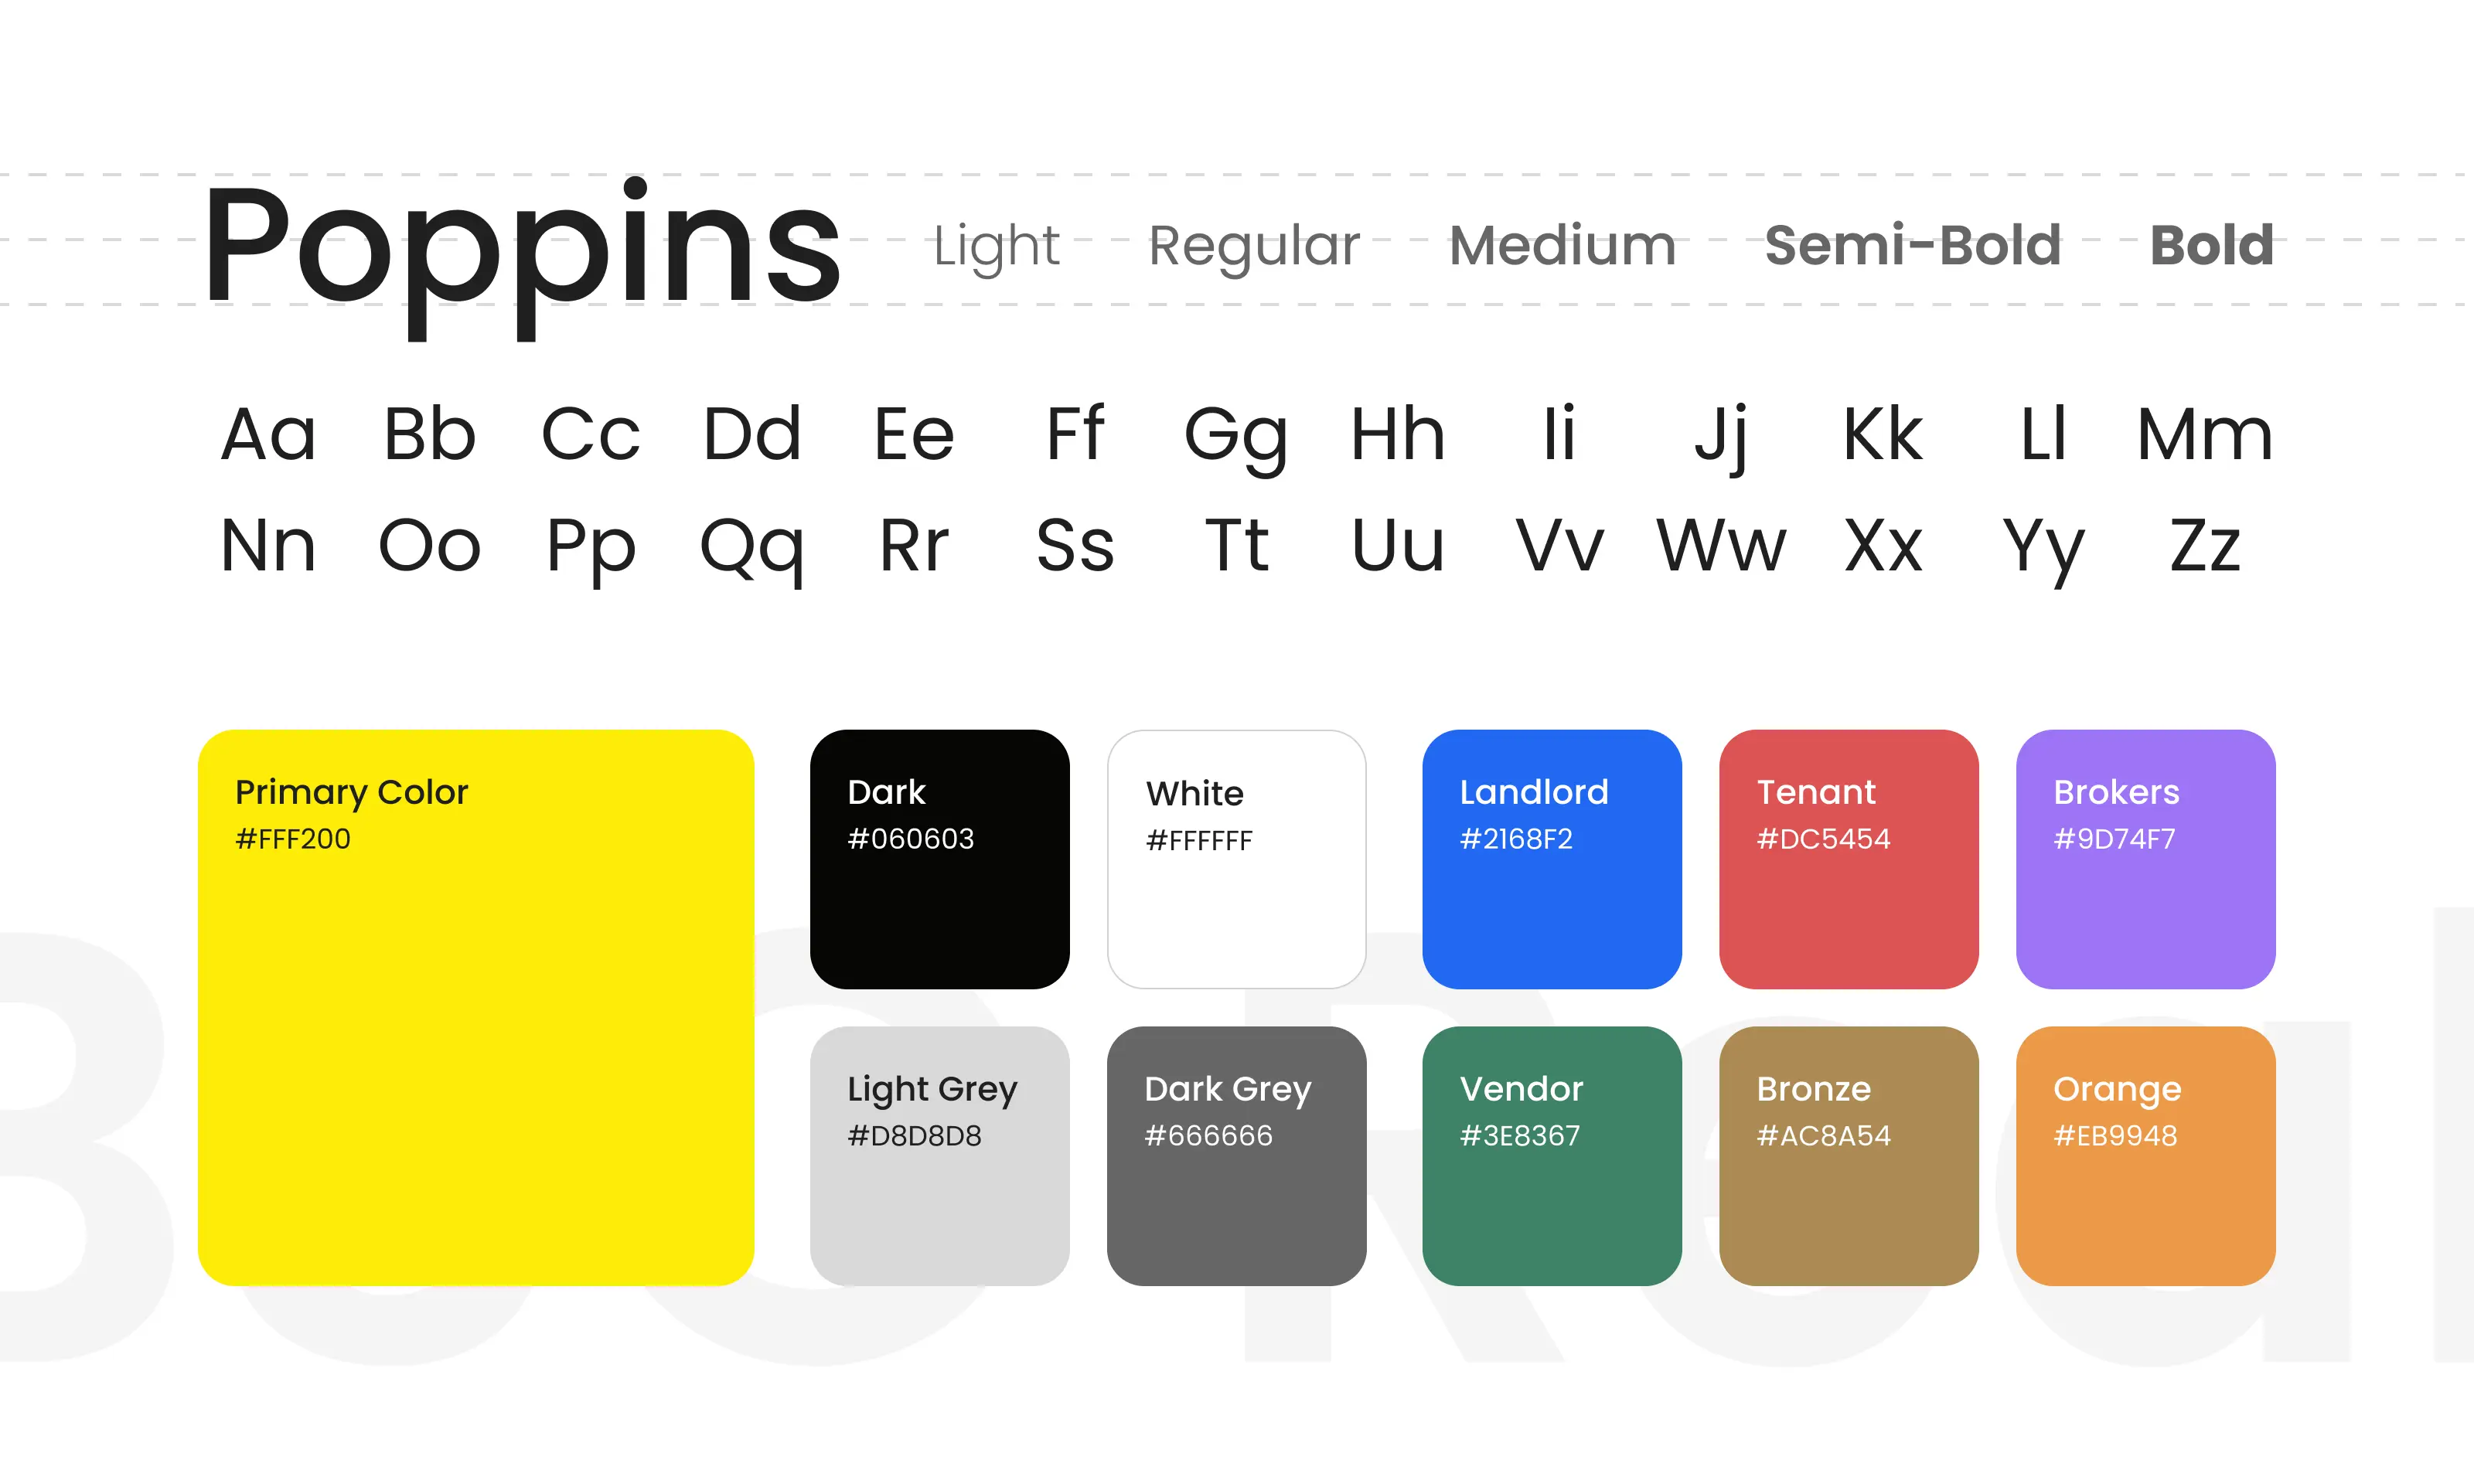 Poppins Light Regular Medium Semi-Bold Bold
Aa Bb Cc Dd Ee Ff Gg Hh Ii Jj Kk Ll Mm
Nn Oo Pp Qq Rr Ss Tt Uu Vv Ww Xx Yy Zz
Primary Color
#FFF200
Dark
#060603
White
#FFFFFF
Landlord
#2168F2
Tenant
#DC5454
Brokers
#9D74F7
Light Grey
#D8D8D8
Dark Grey
#666666
Vendor
#3E8367
Bronze
#AC8A54
Orange
#EB9948